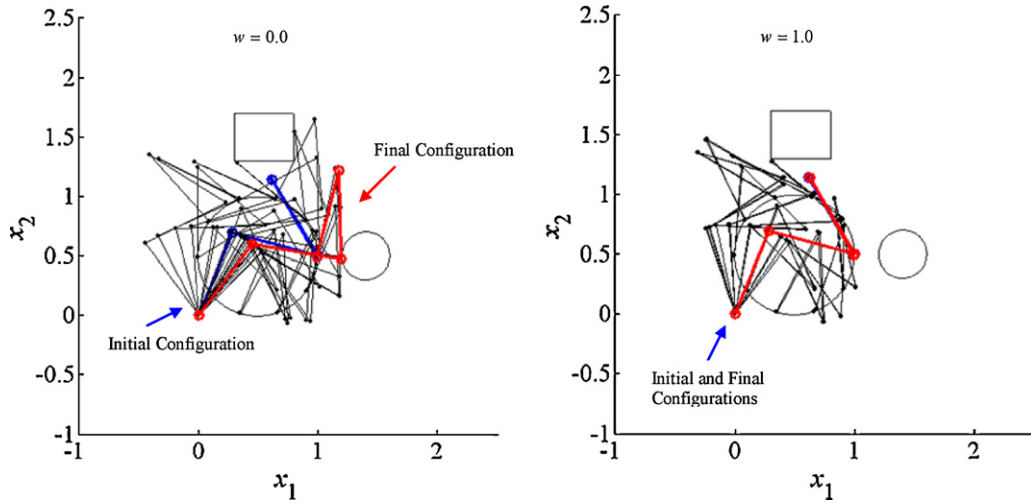 w = 0.0
Final Configuration
Initial Configuration
2.5
2
1.5
1
0.5
0
-0.5
-1
x2
-1
0
1
2
x1
w = 1.0
Initial and Final
Configurations
2.5
2
1.5
1
0.5
0
-0.5
-1
x2
-1
0
1
2
x1